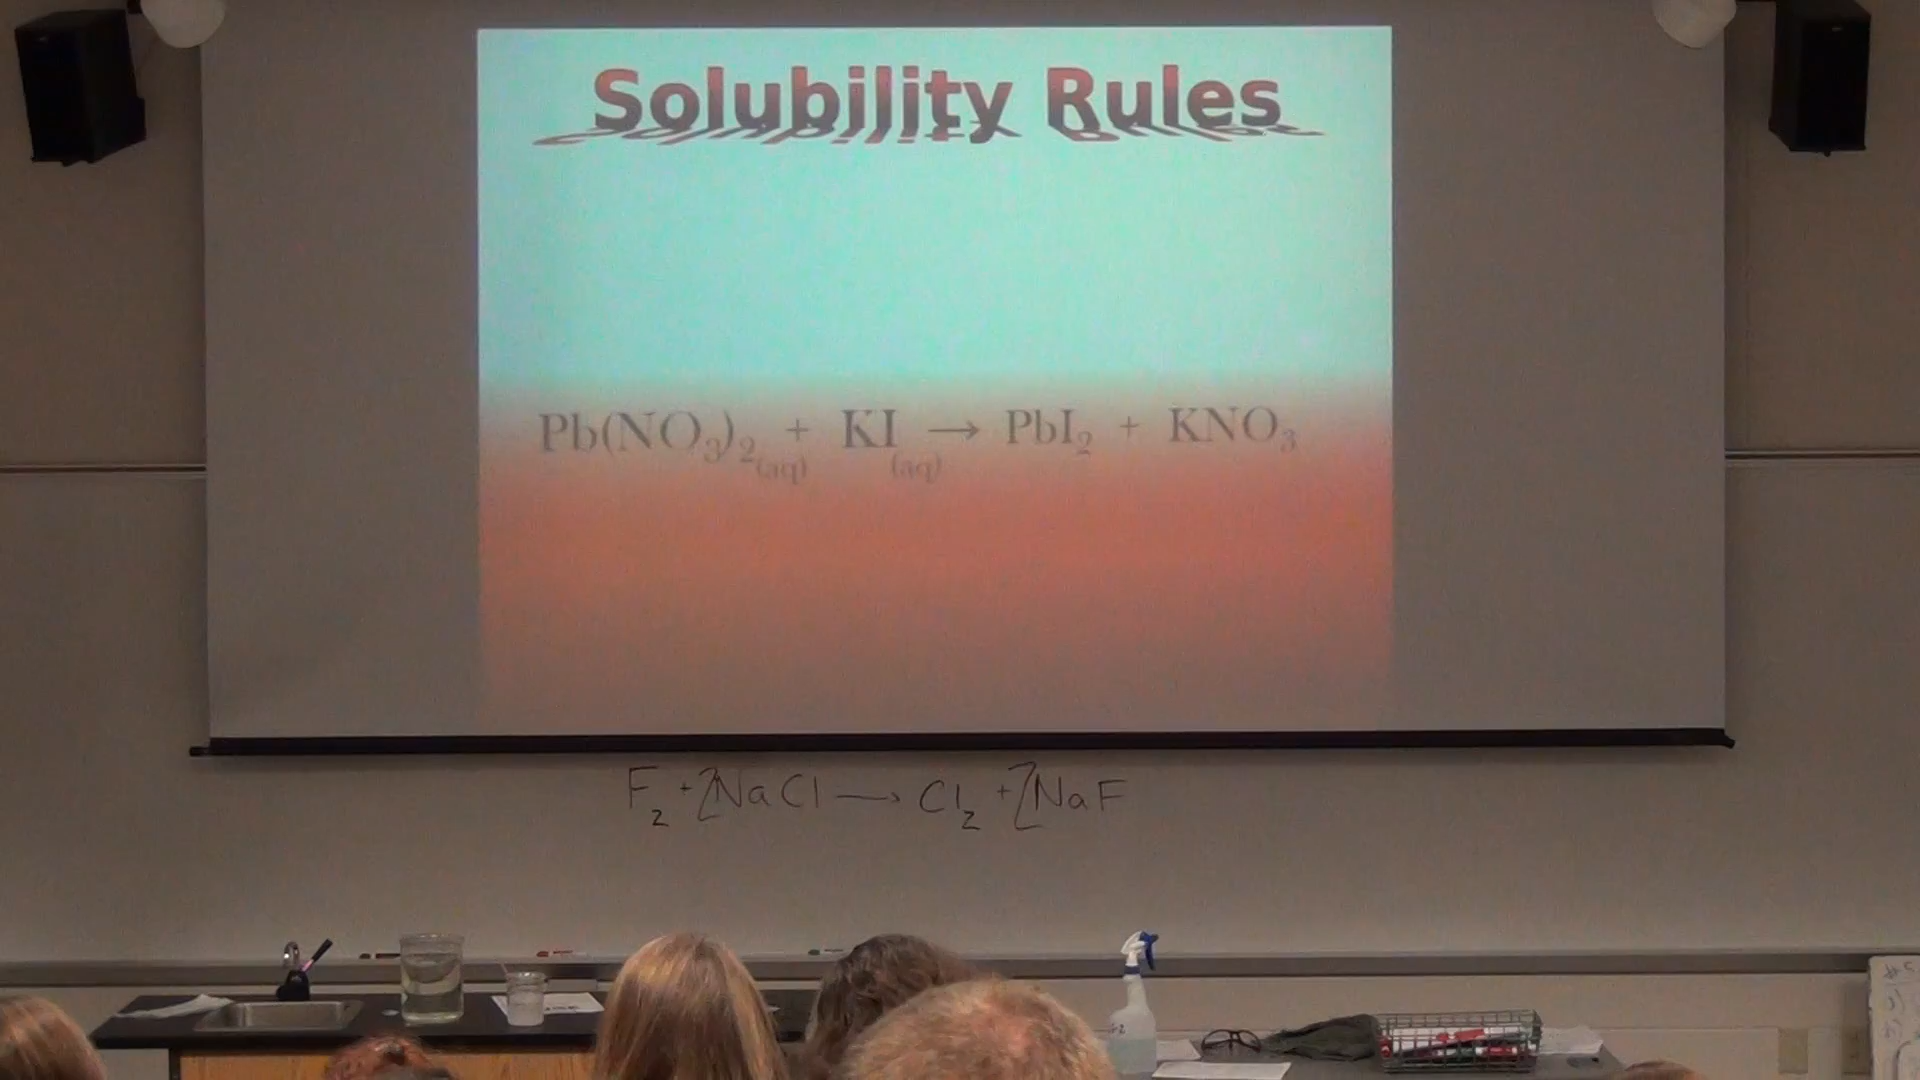 Solubility Rules
Pb(NO₃)₂(aq) + KI(aq) → PbI₂ + KNO₃
F₂ + 2NaCl → Cl₂ + 2NaF